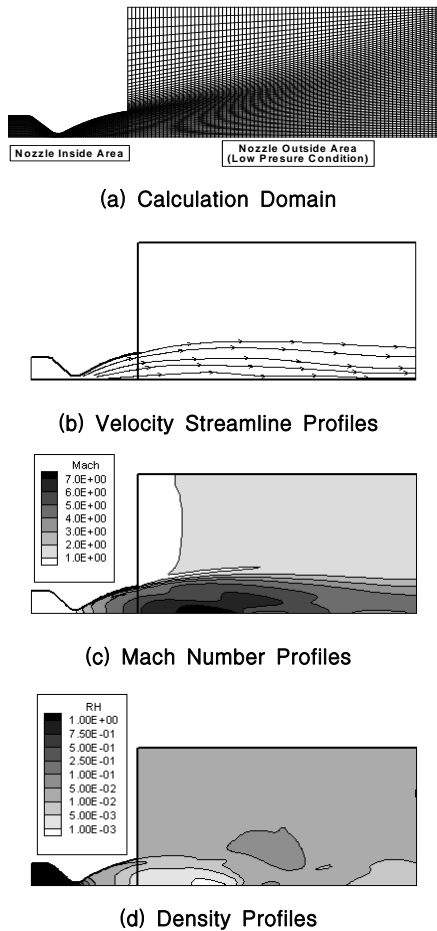 Nozzle Inside Area
Nozzle Outside Area
(Low Presure Condition)
(a) Calculation Domain
(b) Velocity Streamline Profiles
Mach
7.0E+00
6.0E+00
5.0E+00
4.0E+00
3.0E+00
2.0E+00
1.0E+00
(c) Mach Number Profiles
RH
1.00E+00
7.50E-01
5.00E-01
2.50E-01
1.00E-01
5.00E-02
1.00E-02
5.00E-03
1.00E-03
(d) Density Profiles